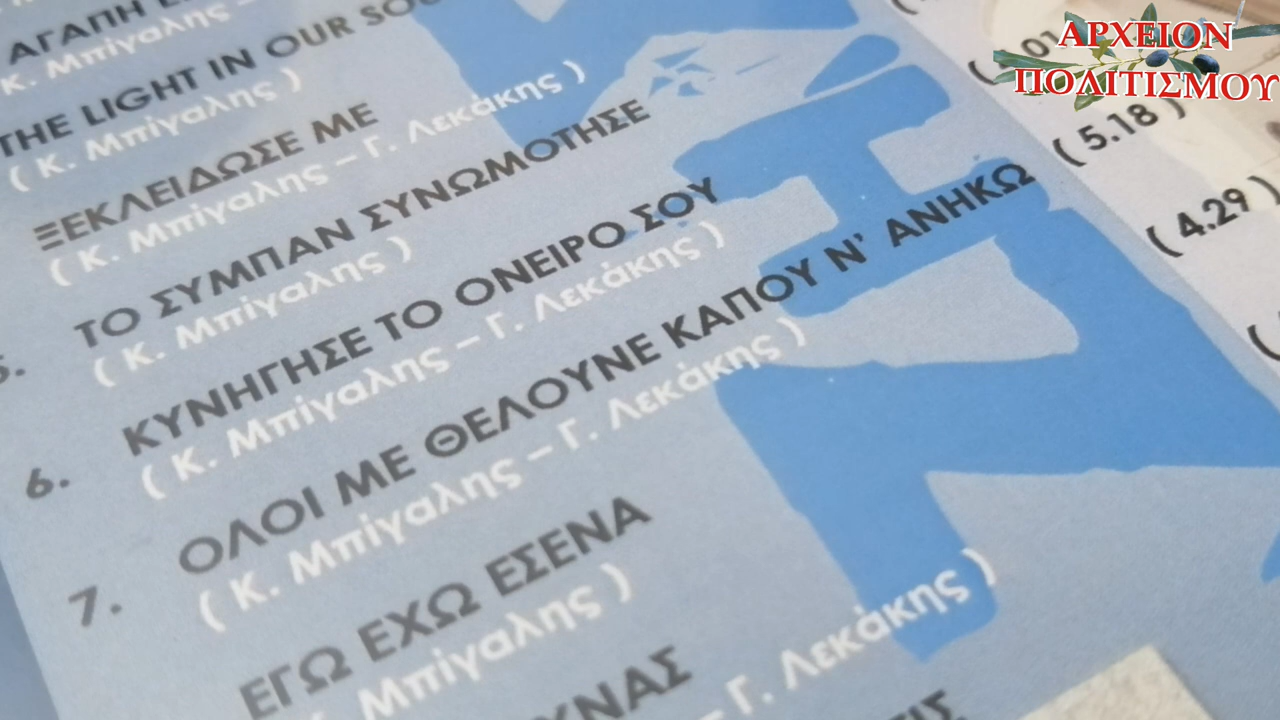 ΑΓΑΠΗ
Κ. Μπίγαλης –
THE LIGHT IN OUR
( Κ. Μπίγαλης )
ΞΕΚΛΕΙΔΩΣΕ ΜΕ
( Κ. Μπίγαλης – Γ. Λεκάκης )
ΤΟ ΣΥΜΠΑΝ ΣΥΝΩΜΟΤΗΣΕ
( Κ. Μπίγαλης )
5. ΚΥΝΗΓΗΣΕ ΤΟ ΟΝΕΙΡΟ ΣΟΥ
( Κ. Μπίγαλης – Γ. Λεκάκης )
6. ΟΛΟΙ ΜΕ ΘΕΛΟΥΝΕ ΚΑΠΟΥ Ν' ΑΝΗΚΩ
( Κ. Μπίγαλης – Γ. Λεκάκης )
7. ΕΓΩ ΕΧΩ ΕΣΕΝΑ
Κ. Μπίγαλης )
– Γ. Λεκάκης )
( 5.18 )
( 4.29 )
ΑΡΧΕΙΟΝ
ΠΟΛΙΤΙΣΜΟΥ